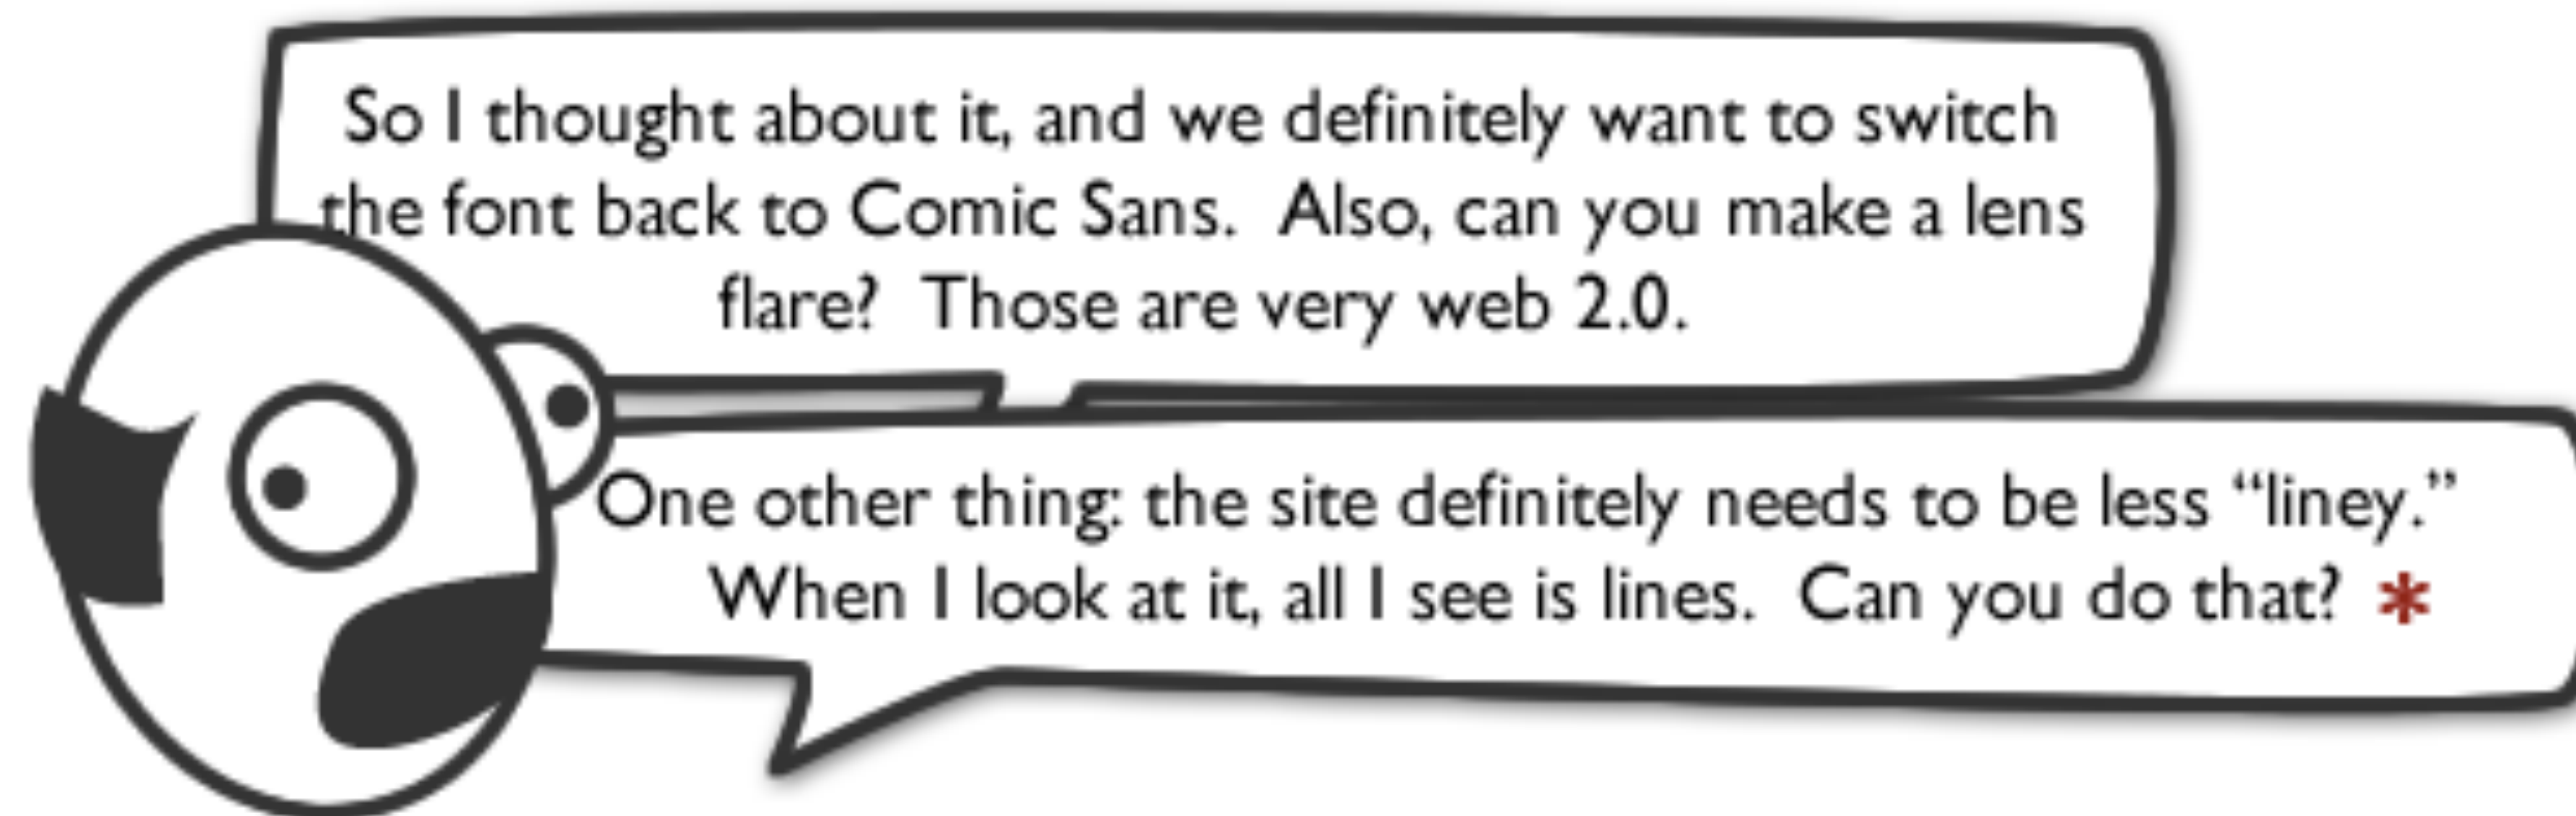 So I thought about it, and we definitely want to switch
the font back to Comic Sans. Also, can you make a lens
flare? Those are very web 2.0.
One other thing: the site definitely needs to be less “liney.”
When I look at it, all I see is lines. Can you do that? *